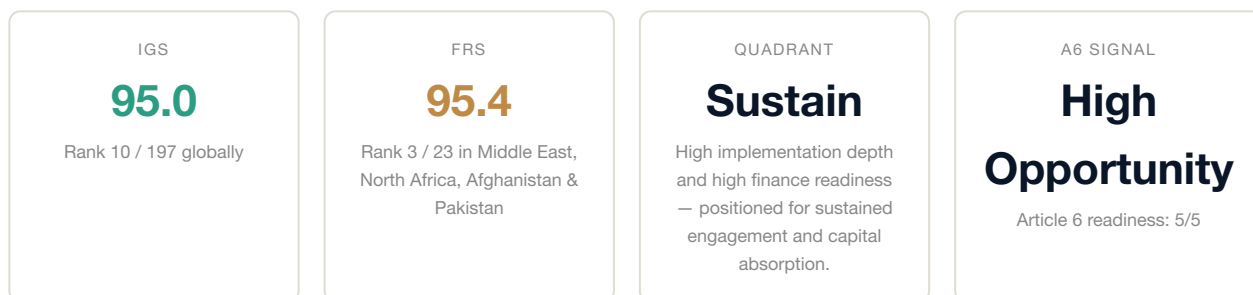 IGS
95.0
Rank 10 / 197 globally
FRS
95.4
Rank 3 / 23 in Middle East,
North Africa, Afghanistan &
Pakistan
QUADRANT
Sustain
High implementation depth
and high finance readiness
— positioned for sustained
engagement and capital
absorption.
A6 SIGNAL
High
Opportunity
Article 6 readiness: 5/5